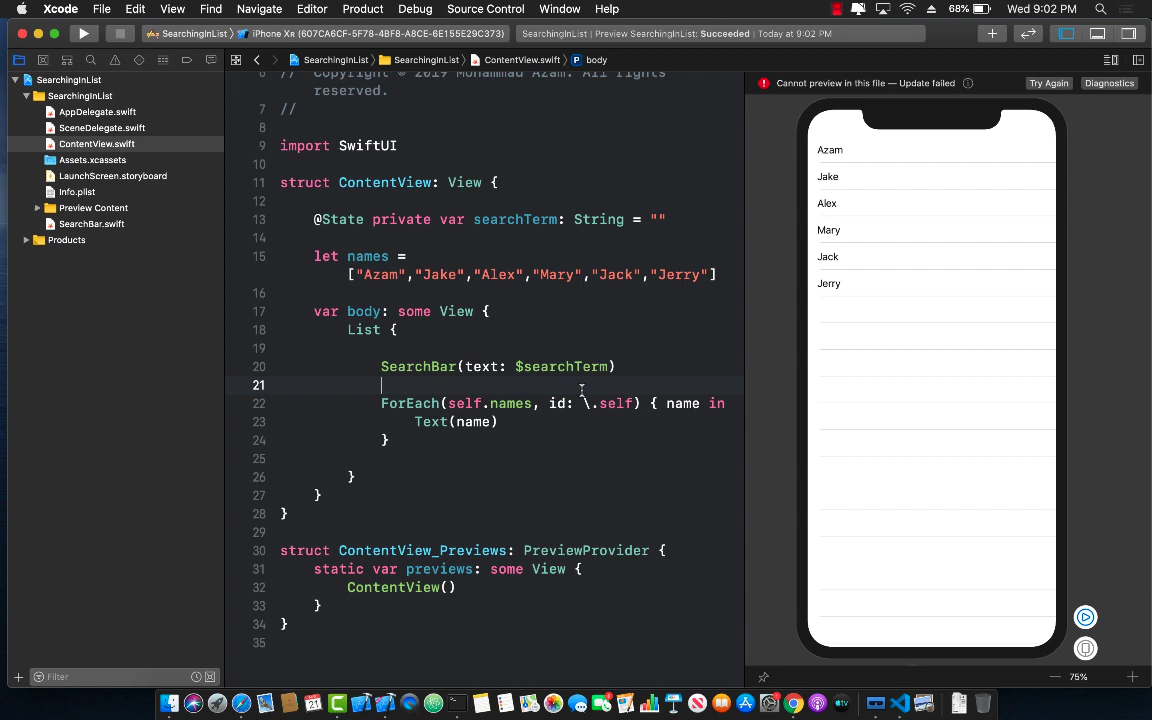 Xcode File Edit View Find Navigate Editor Product Debug Source Control Window Help 68% Wed 9:02 PM
SearchingInList iPhone Xʀ (607CA6CF-5F78-4BF8-A8CE-6E155E29C373) SearchingInList | Preview SearchingInList: Succeeded | Today at 9:02 PM
SearchingInList SearchingInList ContentView.swift P body
SearchingInList
SearchingInList
AppDelegate.swift
SceneDelegate.swift
ContentView.swift
Assets.xcassets
LaunchScreen.storyboard
Info.plist
Preview Content
SearchBar.swift
Products
Filter
6 // Copyright © 2019 Mohammad Azam. All rights
reserved.
7 //
8
9 import SwiftUI
10
11 struct ContentView: View {
12
13 @State private var searchTerm: String = ""
14
15 let names =
["Azam","Jake","Alex","Mary","Jack","Jerry"]
16
17 var body: some View {
18 List {
19
20 SearchBar(text: $searchTerm)
21
22 ForEach(self.names, id: \.self) { name in
23 Text(name)
24 }
25
26 }
27 }
28 }
29
30 struct ContentView_Previews: PreviewProvider {
31 static var previews: some View {
32 ContentView()
33 }
34 }
35
Cannot preview in this file — Update failed Try Again Diagnostics
Azam
Jake
Alex
Mary
Jack
Jerry
75%